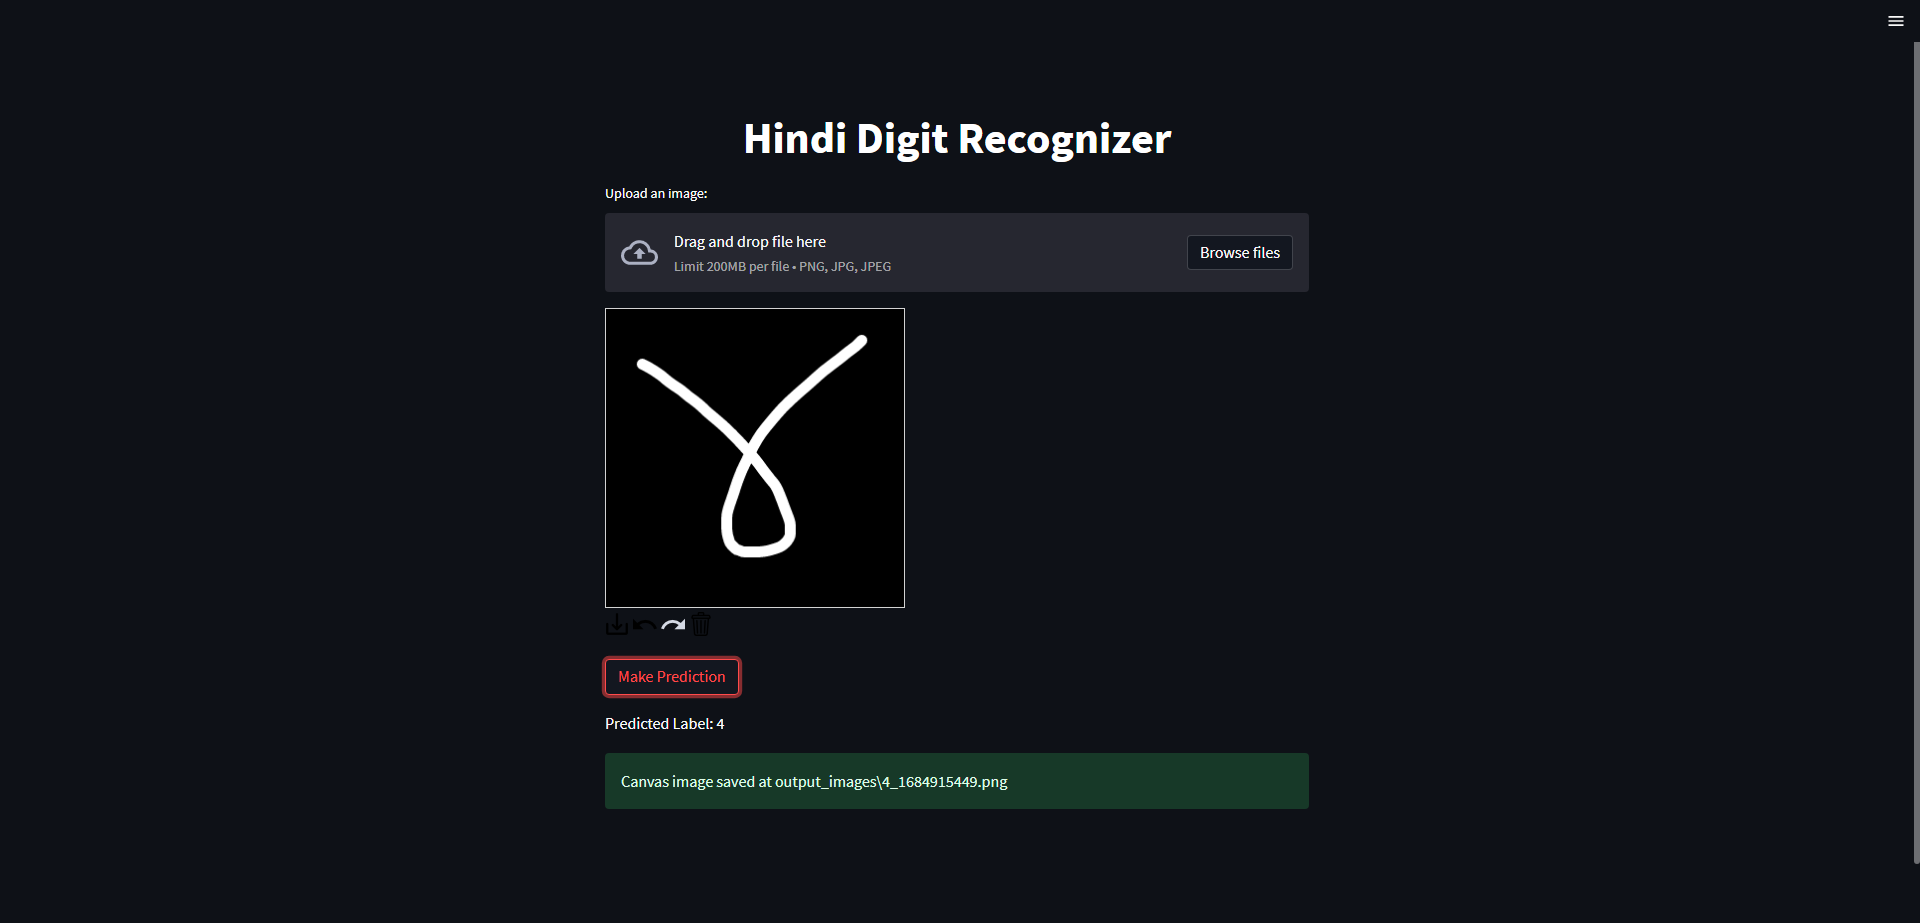 Hindi Digit Recognizer
Upload an image:
Drag and drop file here
Limit 200MB per file • PNG, JPG, JPEG
Browse files
४
Make Prediction
Predicted Label: 4
Canvas image saved at output_images\4_1684915449.png